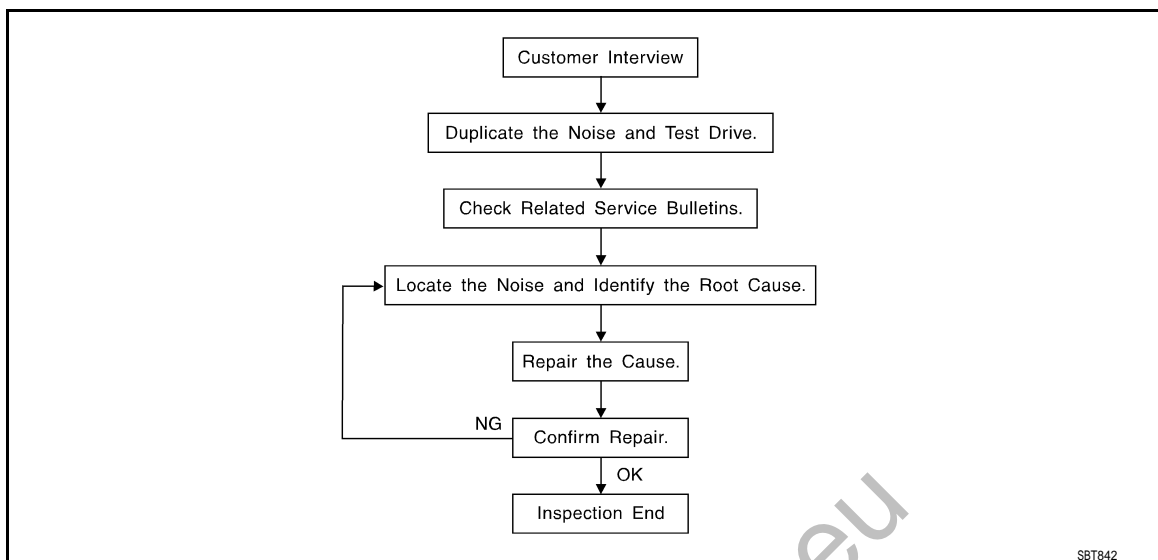 Customer Interview
Duplicate the Noise and Test Drive.
Check Related Service Bulletins.
Locate the Noise and Identify the Root Cause.
Repair the Cause.
NG
Confirm Repair.
OK
Inspection End
eu
SBT842